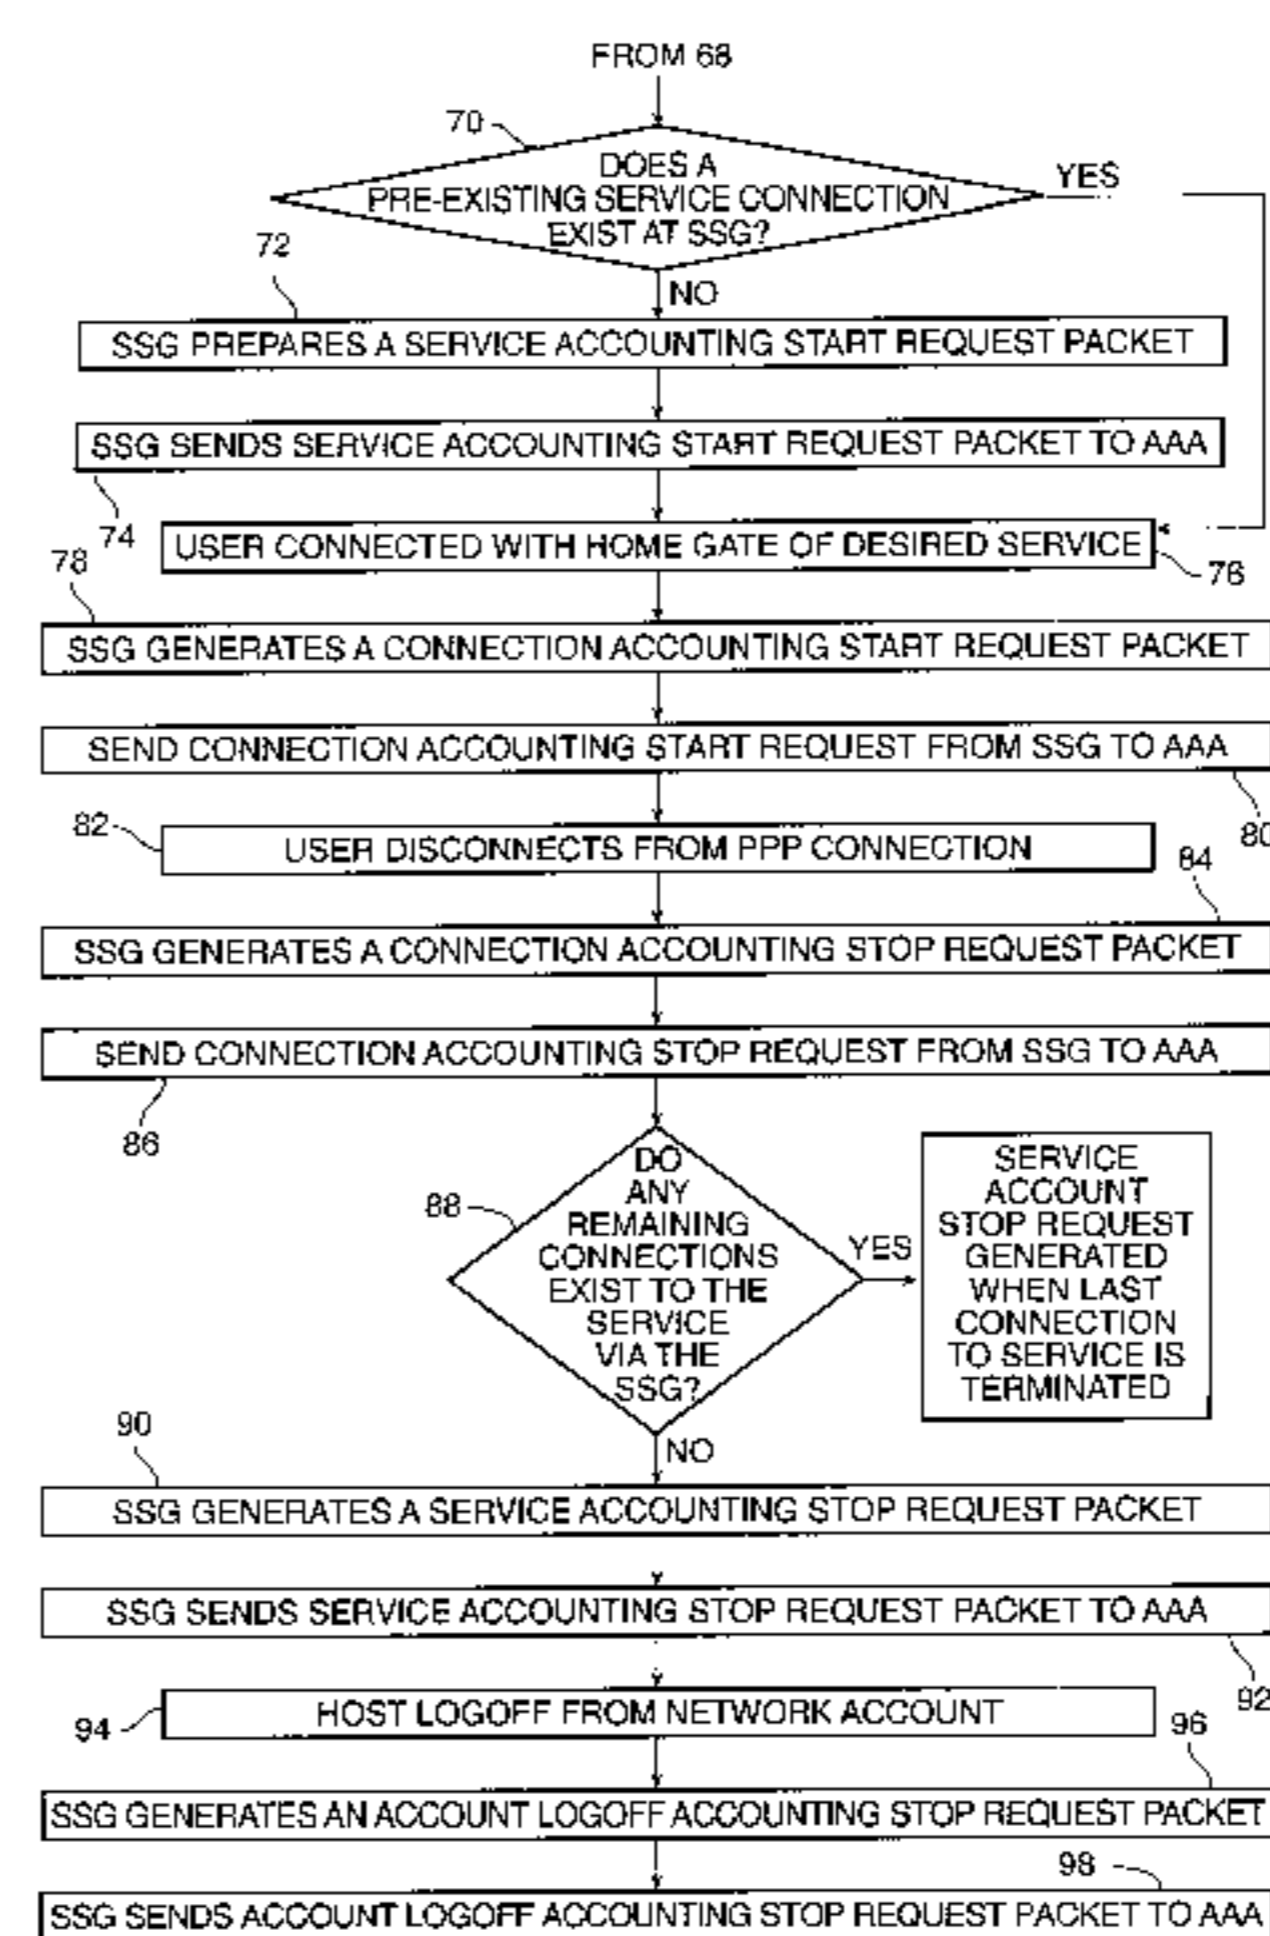 FROM 68
70
DOES A
PRE-EXISTING SERVICE CONNECTION
EXIST AT SSG?
YES
72
NO
SSG PREPARES A SERVICE ACCOUNTING START REQUEST PACKET
SSG SENDS SERVICE ACCOUNTING START REQUEST PACKET TO AAA
74
USER CONNECTED WITH HOME GATE OF DESIRED SERVICE
76
78
SSG GENERATES A CONNECTION ACCOUNTING START REQUEST PACKET
SEND CONNECTION ACCOUNTING START REQUEST FROM SSG TO AAA
80
82
USER DISCONNECTS FROM PPP CONNECTION
84
SSG GENERATES A CONNECTION ACCOUNTING STOP REQUEST PACKET
SEND CONNECTION ACCOUNTING STOP REQUEST FROM SSG TO AAA
86
88
DO
ANY
REMAINING
CONNECTIONS
EXIST TO THE
SERVICE
VIA THE
SSG?
YES
SERVICE
ACCOUNT
STOP REQUEST
GENERATED
WHEN LAST
CONNECTION
TO SERVICE IS
TERMINATED
90
NO
SSG GENERATES A SERVICE ACCOUNTING STOP REQUEST PACKET
SSG SENDS SERVICE ACCOUNTING STOP REQUEST PACKET TO AAA
92
94
HOST LOGOFF FROM NETWORK ACCOUNT
96
SSG GENERATES AN ACCOUNT LOGOFF ACCOUNTING STOP REQUEST PACKET
98
SSG SENDS ACCOUNT LOGOFF ACCOUNTING STOP REQUEST PACKET TO AAA